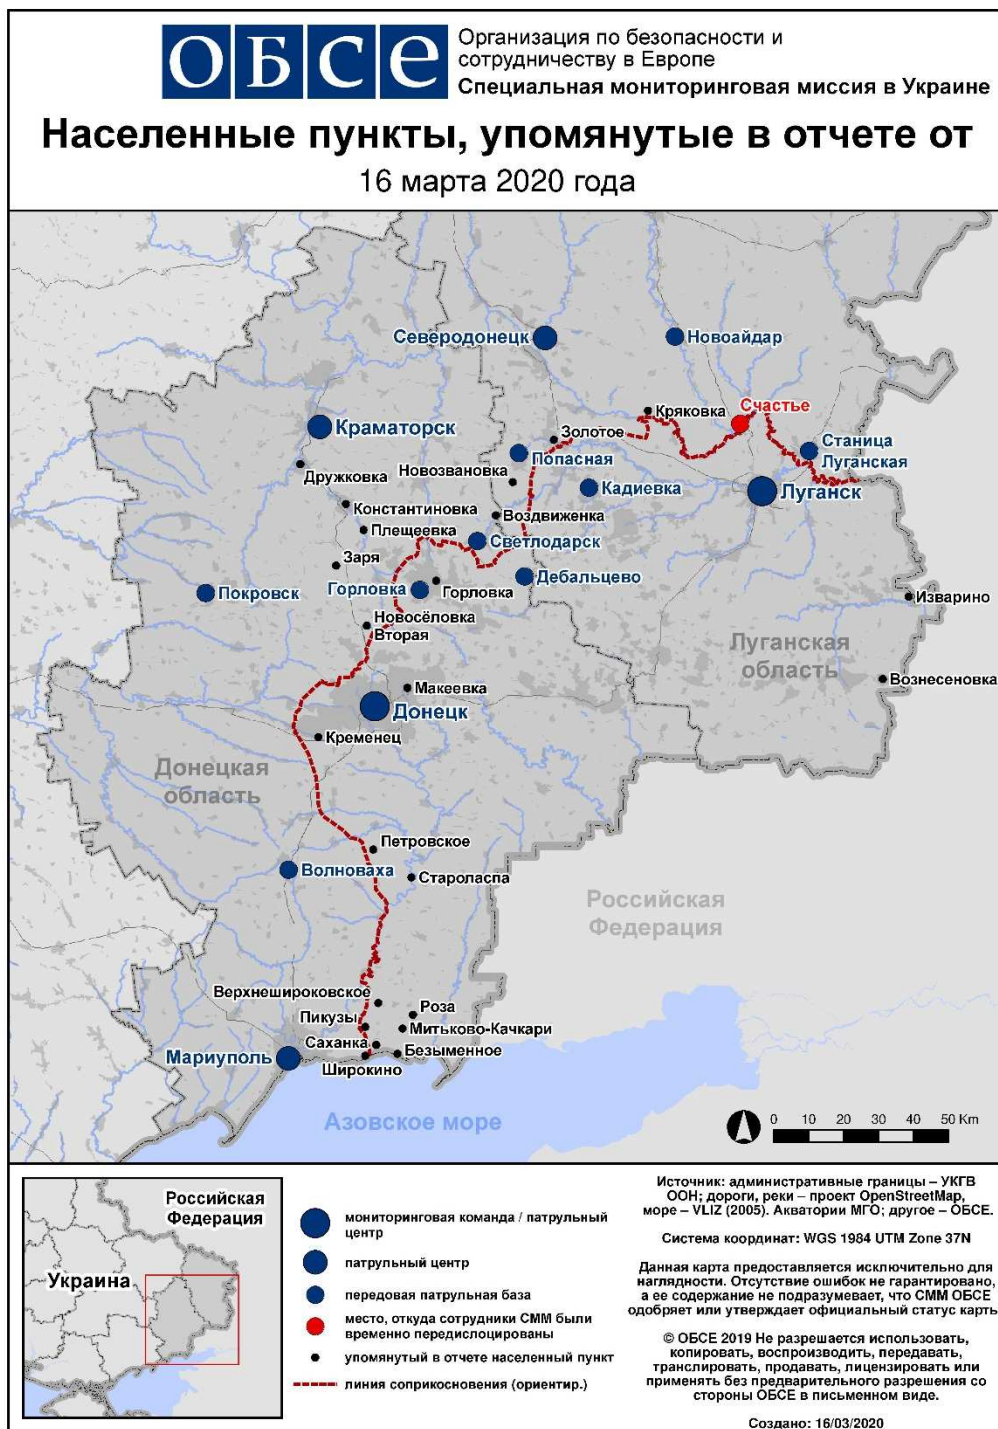 ОБСЕ
Организация по безопасности и
сотрудничеству в Европе
Специальная мониторинговая миссия в Украине
Населенные пункты, упомянутые в отчете от
16 марта 2020 года
Северодонецк
Новоайдар
Кряковка
Счастье
Краматорск
Золотое
Станица
Луганская
Попасная
Новозвановка
Дружковка
Кадиевка
Луганск
Константиновка
Воздвиженка
Плещеевка
Светлодарск
Заря
Дебальцево
Покровск
Горловка
Горловка
Изварино
Новосёловка
Вторая
Луганская
область
Вознесеновка
Макеевка
Донецк
Кременец
Донецкая
область
Петровское
Волноваха
Староласпа
Российская
Федерация
Верхнешироковское
Роза
Пикузы
Митьково-Качкари
Саханка
Безыменное
Мариуполь
Широкино
Азовское море
0 10 20 30 40 50 Km
Российская
Федерация
Украина
мониторинговая команда / патрульный
центр
патрульный центр
передовая патрульная база
место, откуда сотрудники СММ были
временно передислоцированы
упомянутый в отчете населенный пункт
линия соприкосновения (ориентир.)
Источник: административные границы – УКГВ
ООН; дороги, реки – проект OpenStreetMap,
море – VLIZ (2005). Акватории МГО; другое – ОБСЕ.
Система координат: WGS 1984 UTM Zone 37N
Данная карта предоставляется исключительно для
наглядности. Отсутствие ошибок не гарантировано,
а ее содержание не подразумевает, что СММ ОБСЕ
одобряет или утверждает официальный статус карты
© ОБСЕ 2019 Не разрешается использовать,
копировать, воспроизводить, передавать,
транслировать, продавать, лицензировать или
применять без предварительного разрешения со
стороны ОБСЕ в письменном виде.
Создано: 16/03/2020